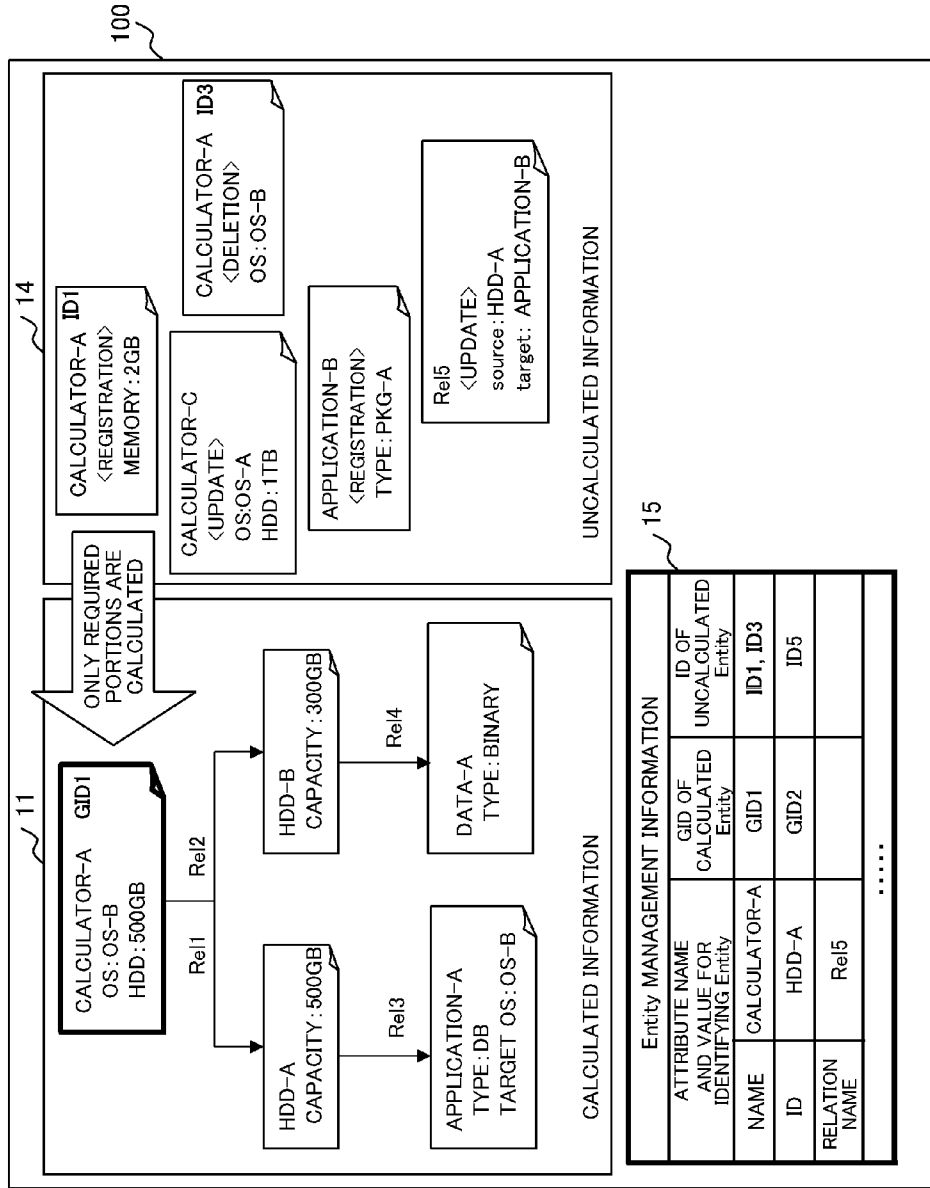 100
11
CALCULATOR-A GID1
OS:OS-B
HDD:500GB
Rel1
Rel2
HDD-A
CAPACITY:500GB
HDD-B
CAPACITY:300GB
Rel3
Rel4
APPLICATION-A
TYPE:DB
TARGET OS:OS-B
DATA-A
TYPE:BINARY
CALCULATED INFORMATION
ONLY REQUIRED
PORTIONS ARE
CALCULATED
14
CALCULATOR-A ID1
<REGISTRATION>
MEMORY:2GB
CALCULATOR-A ID3
<DELETION>
OS:OS-B
CALCULATOR-C
<UPDATE>
OS:OS-A
HDD:1TB
APPLICATION-B
<REGISTRATION>
TYPE:PKG-A
Rel5
<UPDATE>
source:HDD-A
target: APPLICATION-B
UNCALCULATED INFORMATION
15
Entity MANAGEMENT INFORMATION
ATTRIBUTE NAME
AND VALUE FOR
IDENTIFYING Entity
GID OF
CALCULATED
Entity
ID OF
UNCALCULATED
Entity
NAME CALCULATOR-A GID1 ID1, ID3
ID HDD-A GID2 ID5
RELATION
NAME
Rel5
.....